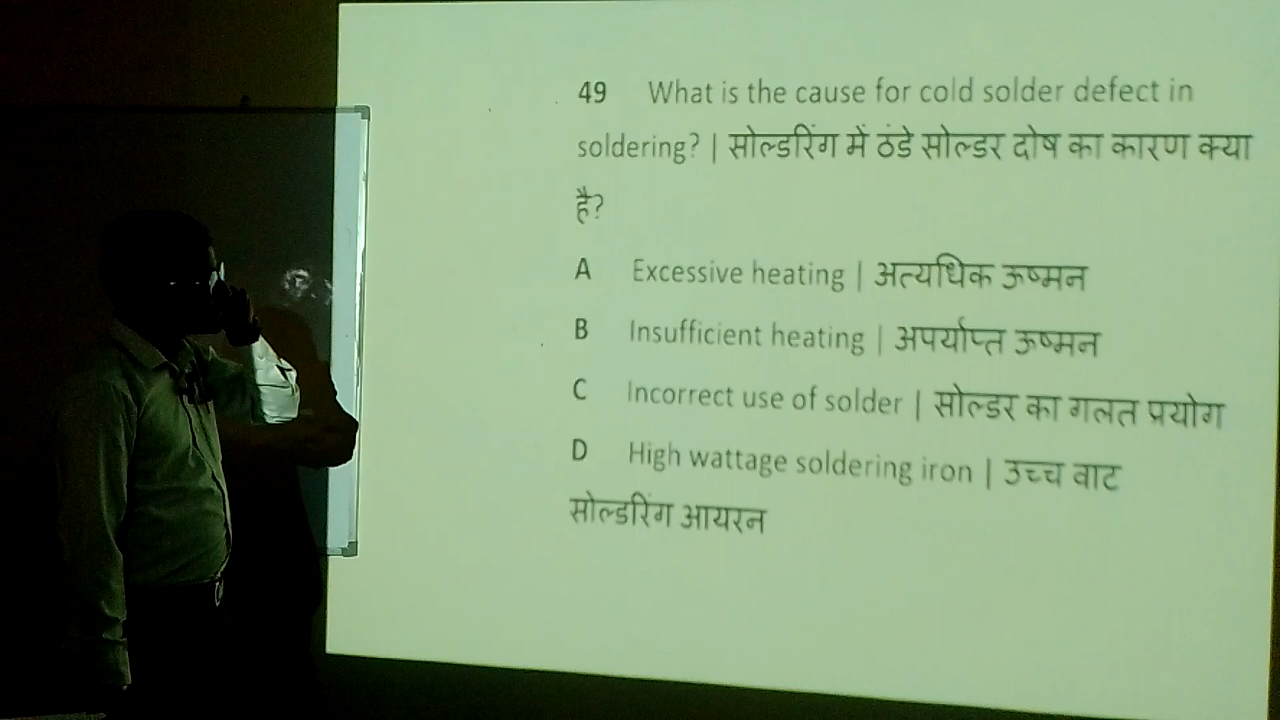 49 What is the cause for cold solder defect in
soldering? | सोल्डरिंग में ठंडे सोल्डर दोष का कारण क्या
है?
A Excessive heating | अत्यधिक ऊष्मन
B Insufficient heating | अपर्याप्त ऊष्मन
C Incorrect use of solder | सोल्डर का गलत प्रयोग
D High wattage soldering iron | उच्च वाट
सोल्डरिंग आयरन